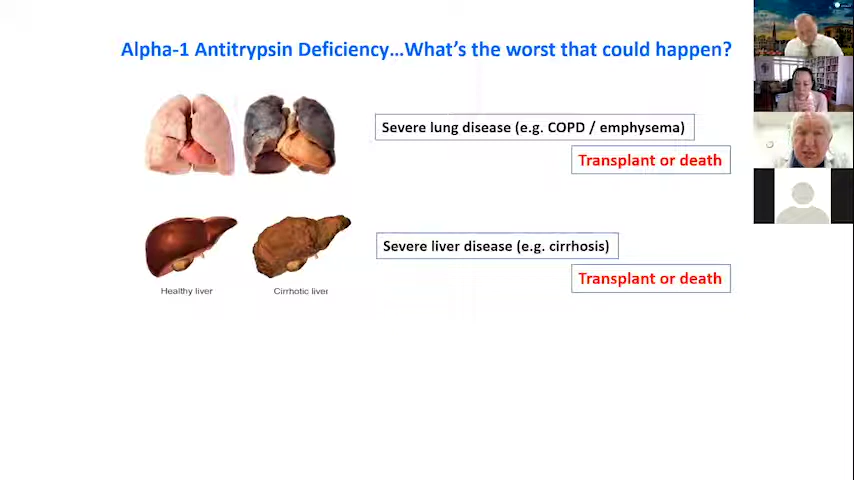 Alpha-1 Antitrypsin Deficiency...What's the worst that could happen?
Severe lung disease (e.g. COPD / emphysema)
Transplant or death
Severe liver disease (e.g. cirrhosis)
Transplant or death
Healthy liver
Cirrhotic liver